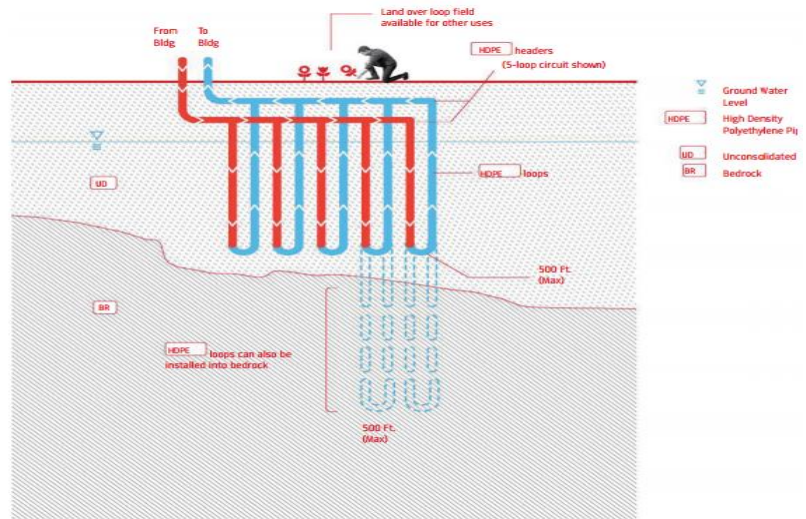 Land over loop field
available for other uses
From
Bldg
To
Bldg
HDPE headers
(5-loop circuit shown)
Ground Water
Level
HDPE High Density
Polyethylene Pip
UD Unconsolidated
BR Bedrock
HDPE loops
UD
500 Ft.
(Max)
BR
HDPE loops can also be
installed into bedrock
500 Ft.
(Max)